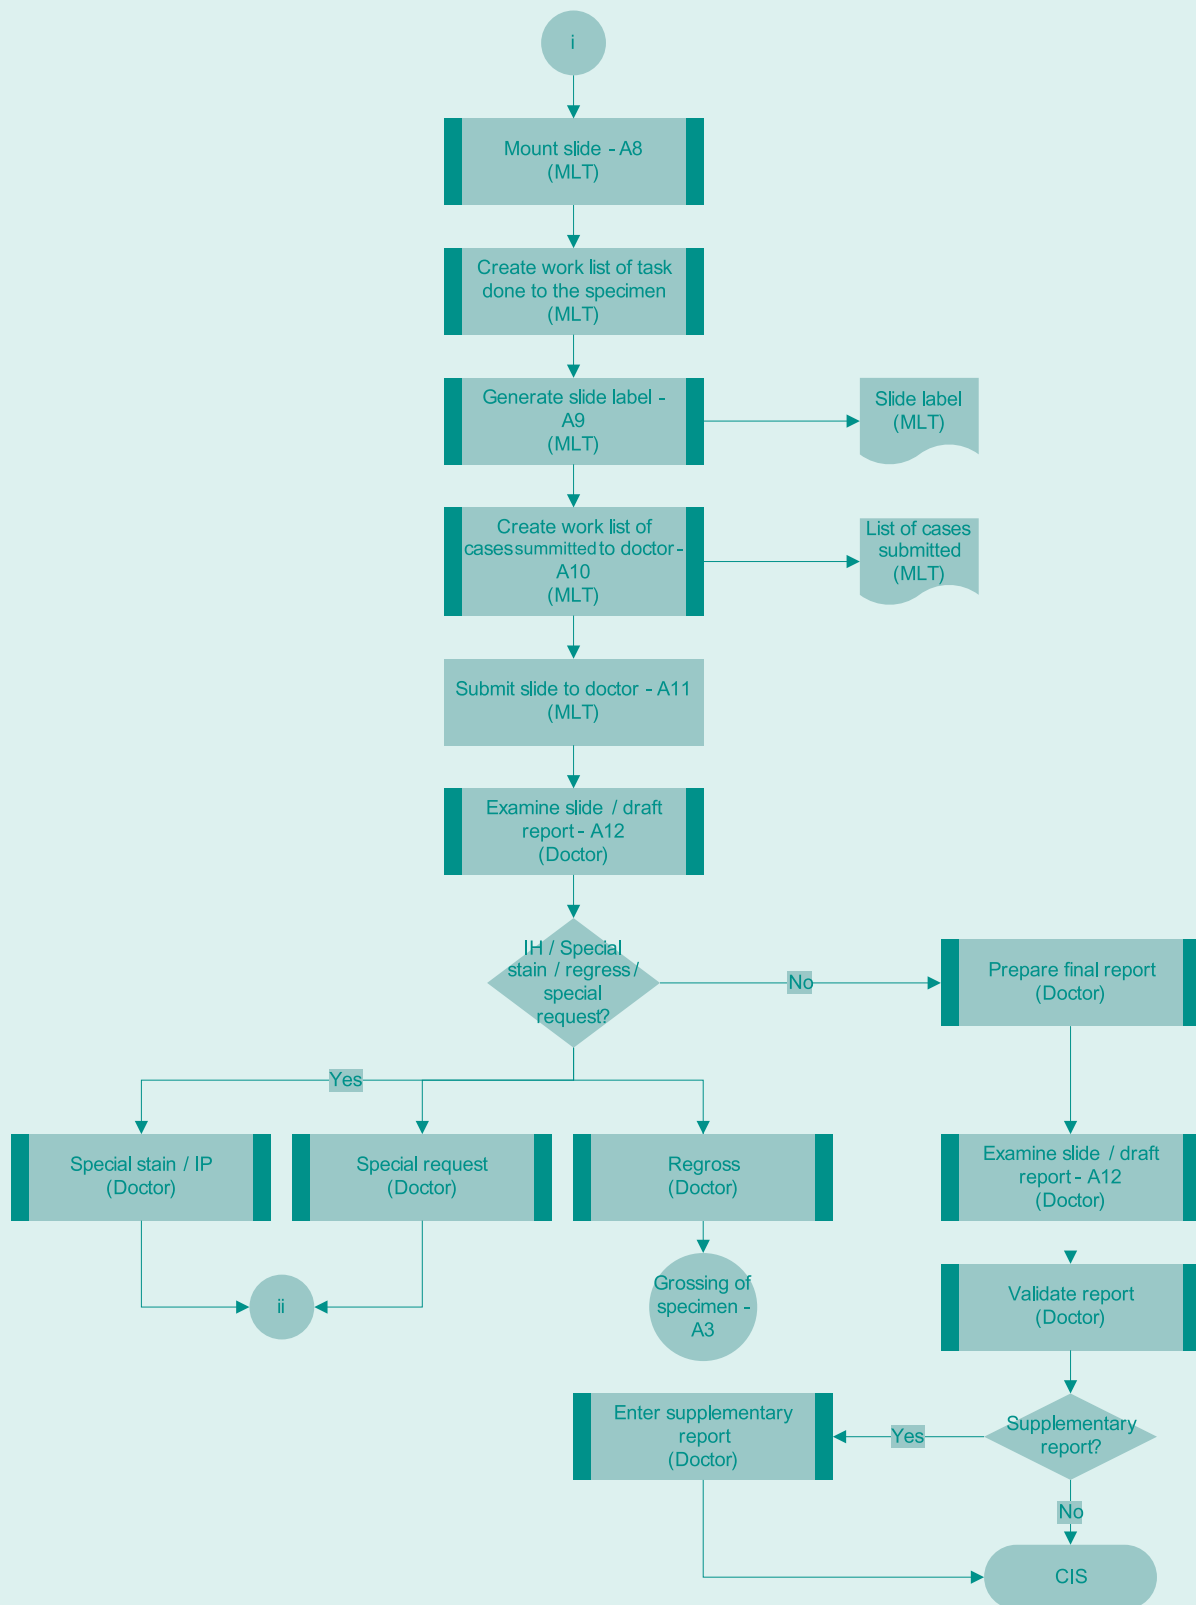 i
Mount slide - A8
(MLT)
Create work list of task
done to the specimen
(MLT)
Generate slide label -
A9
(MLT)
Slide label
(MLT)
Create work list of
cases summitted to doctor -
A10
(MLT)
List of cases
submitted
(MLT)
Submit slide to doctor - A11
(MLT)
Examine slide / draft
report - A12
(Doctor)
IH / Special
stain / regress /
special
request?
No
Prepare final report
(Doctor)
Yes
Special stain / IP
(Doctor)
Special request
(Doctor)
Regross
(Doctor)
Examine slide / draft
report - A12
(Doctor)
ii
Grossing of
specimen -
A3
Validate report
(Doctor)
Enter supplementary
report
(Doctor)
Yes
Supplementary
report?
No
CIS